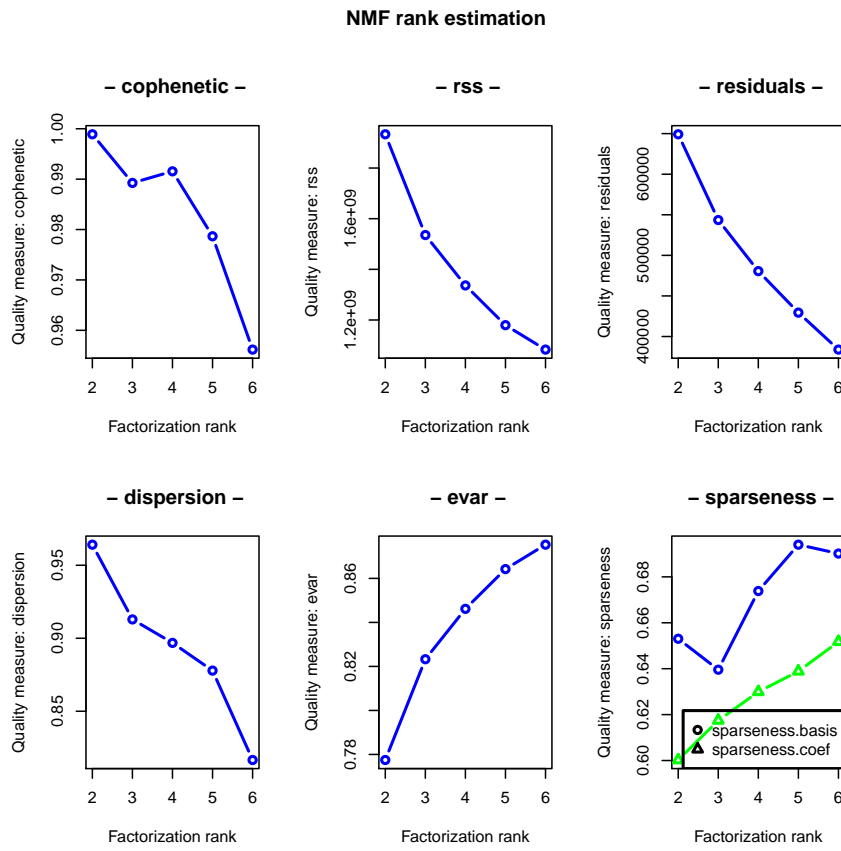 NMF rank estimation
– cophenetic –
Quality measure: cophenetic
1.00
0.99
0.98
0.97
0.96
2 3 4 5 6
Factorization rank
– rss –
Quality measure: rss
1.6e+09
1.2e+09
2 3 4 5 6
Factorization rank
– residuals –
Quality measure: residuals
600000
500000
400000
2 3 4 5 6
Factorization rank
– dispersion –
Quality measure: dispersion
0.95
0.90
0.85
2 3 4 5 6
Factorization rank
– evar –
Quality measure: evar
0.86
0.82
0.78
2 3 4 5 6
Factorization rank
– sparseness –
Quality measure: sparseness
0.68
0.66
0.64
0.62
0.60
sparseness.basis
sparseness.coef
2 3 4 5 6
Factorization rank